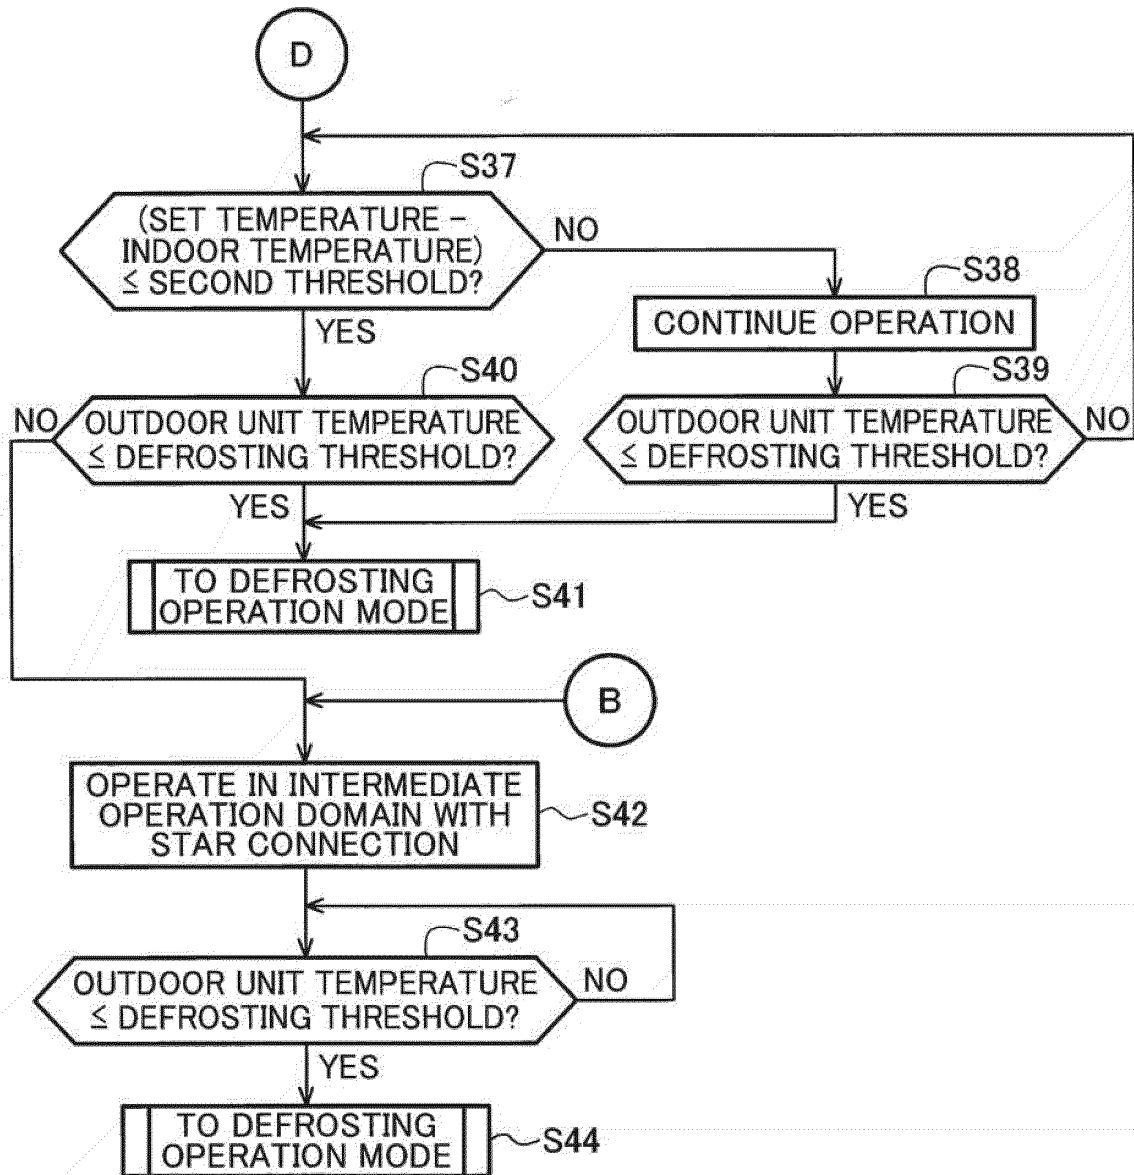 D
S37
(SET TEMPERATURE –
INDOOR TEMPERATURE)
≤ SECOND THRESHOLD?
NO
YES
S38
CONTINUE OPERATION
S39
OUTDOOR UNIT TEMPERATURE
≤ DEFROSTING THRESHOLD?
NO
YES
S40
NO
OUTDOOR UNIT TEMPERATURE
≤ DEFROSTING THRESHOLD?
YES
TO DEFROSTING
OPERATION MODE
S41
B
OPERATE IN INTERMEDIATE
OPERATION DOMAIN WITH
STAR CONNECTION
S42
S43
OUTDOOR UNIT TEMPERATURE
≤ DEFROSTING THRESHOLD?
NO
YES
TO DEFROSTING
OPERATION MODE
S44